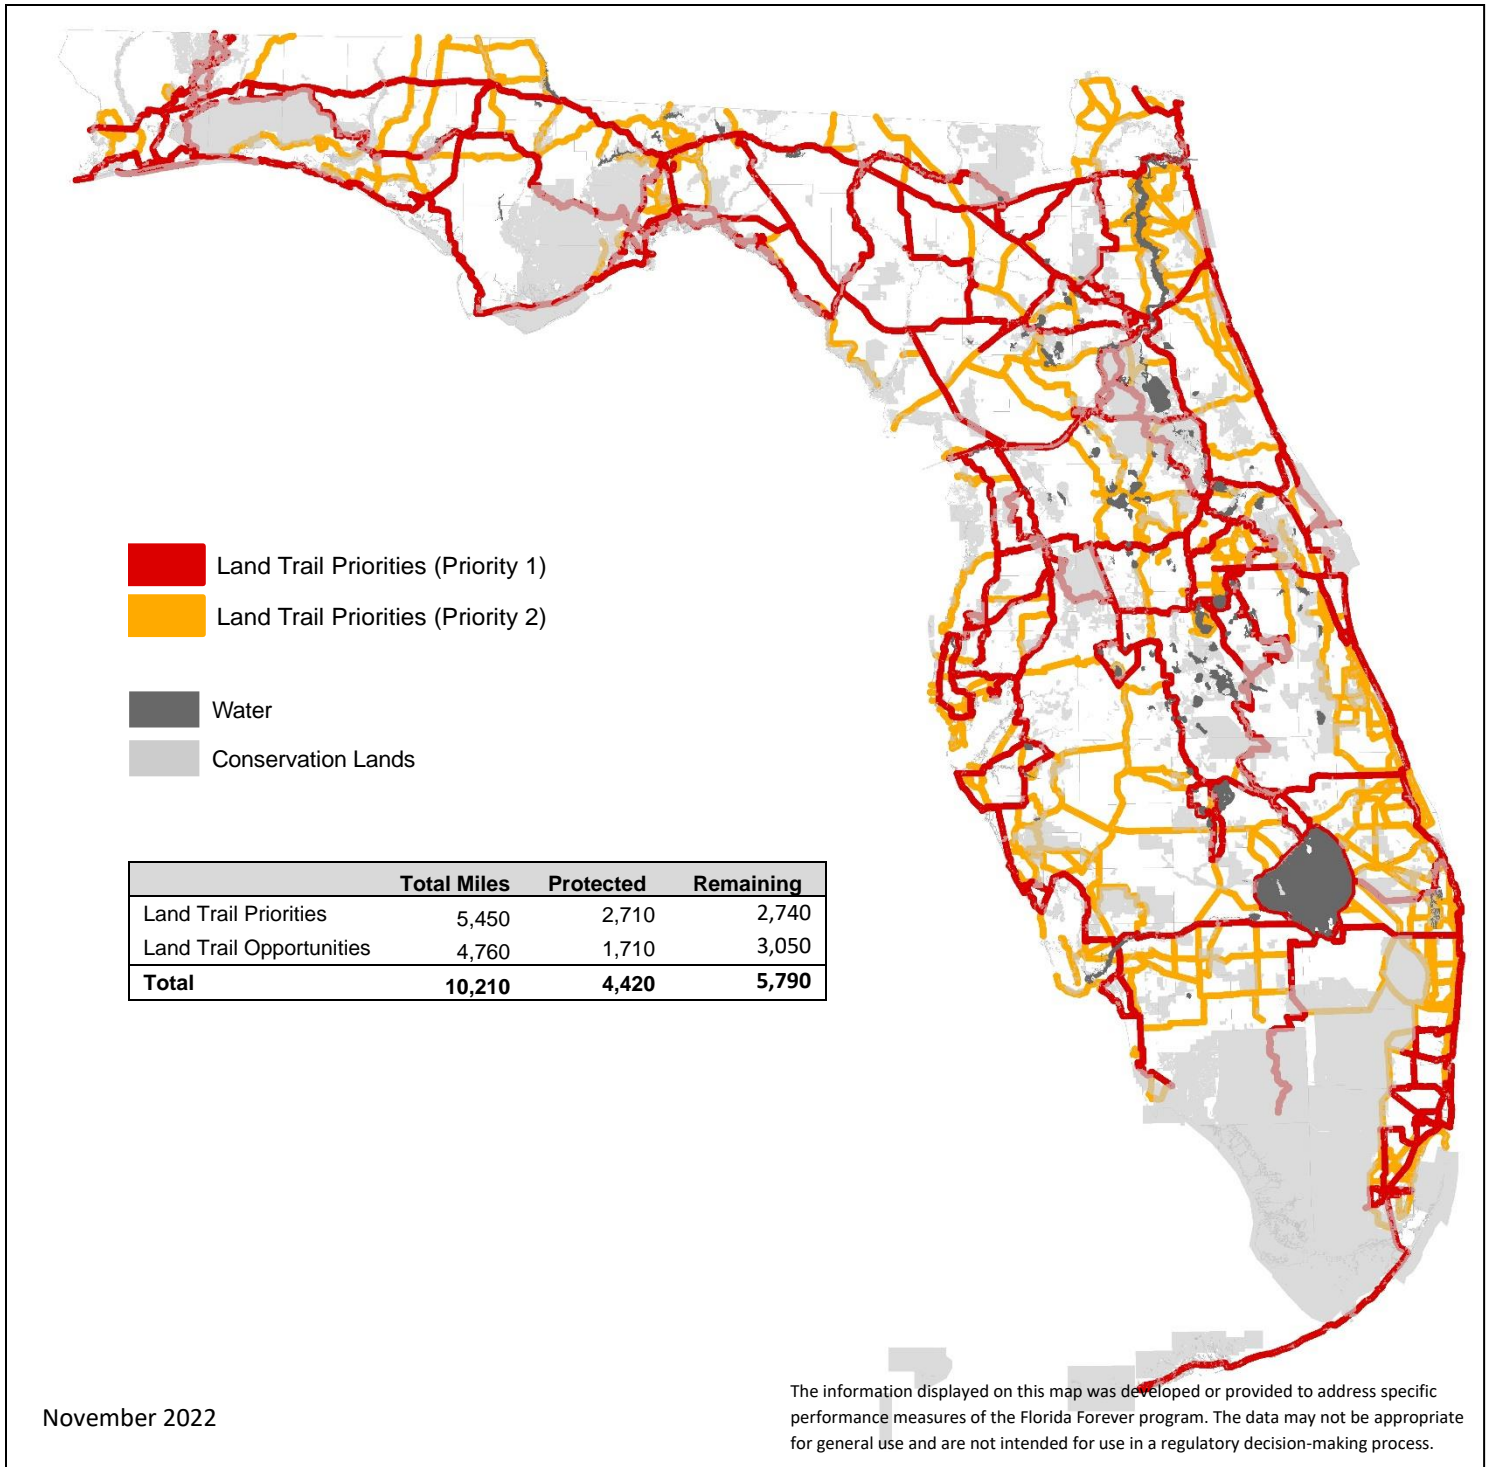 Land Trail Priorities (Priority 1)
Land Trail Priorities (Priority 2)
Water
Conservation Lands
Total Miles Protected Remaining
Land Trail Priorities 5,450 2,710 2,740
Land Trail Opportunities 4,760 1,710 3,050
Total 10,210 4,420 5,790
November 2022
The information displayed on this map was developed or provided to address specific
performance measures of the Florida Forever program. The data may not be appropriate
for general use and are not intended for use in a regulatory decision-making process.